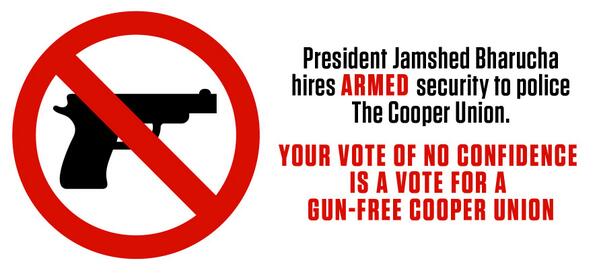 President Jamshed Bharucha
hires ARMED security to police
The Cooper Union.
YOUR VOTE OF NO CONFIDENCE
IS A VOTE FOR A
GUN-FREE COOPER UNION